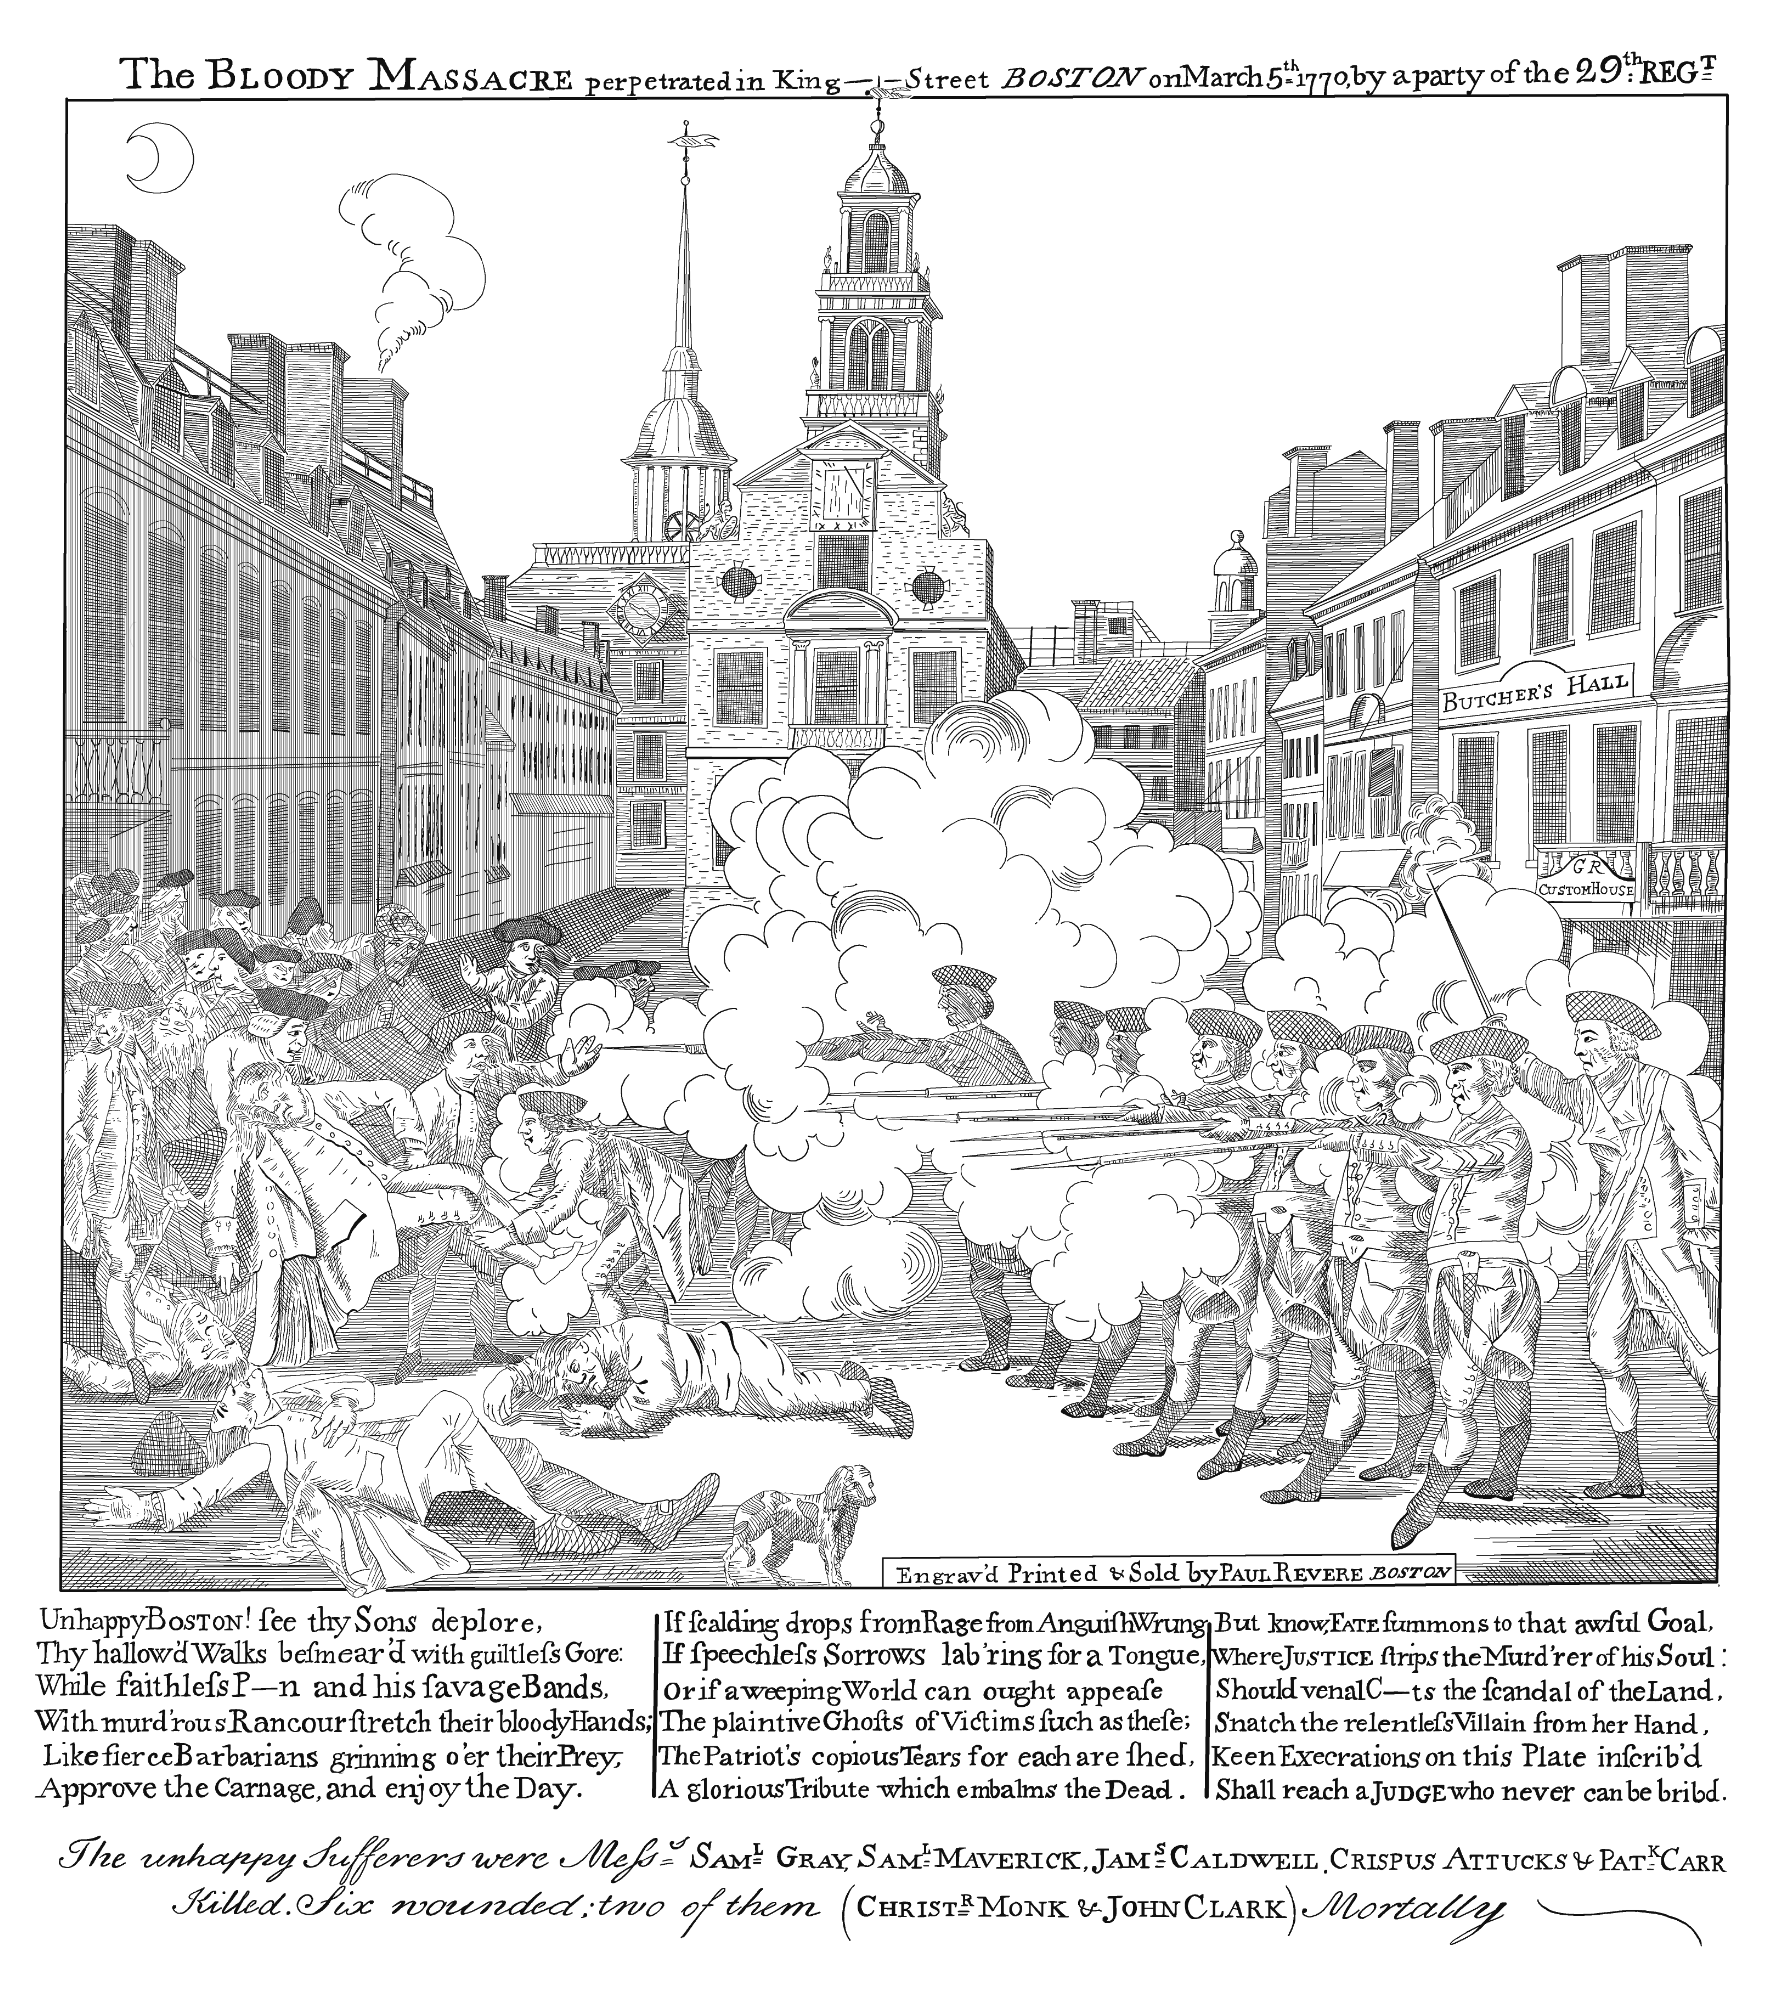 The BLOODY MASSACRE perpetrated in King—Street BOSTON on March 5th 1770, by a party of the 29th REGT
BUTCHER'S HALL
GR
CUSTOM HOUSE
Engrav'd Printed & Sold by PAUL REVERE BOSTON
Unhappy BOSTON! ſee thy Sons deplore,
Thy hallow'd Walks beſmear'd with guiltleſs Gore:
While faithleſs P—n and his ſavage Bands,
With murd'rous Rancour ſtretch their bloody Hands;
Like fierce Barbarians grinning o'er their Prey,
Approve the Carnage, and enjoy the Day.
If ſcalding drops from Rage from Anguiſh Wrung
If ſpeechleſs Sorrows lab'ring for a Tongue,
Or if a weeping World can ought appeaſe
The plaintive Ghoſts of Victims ſuch as theſe;
The Patriot's copious Tears for each are ſhed,
A glorious Tribute which embalms the Dead.
But know, FATE ſummons to that awful Goal,
Where JUSTICE ſtrips the Murd'rer of his Soul:
Should venal C—ts the ſcandal of the Land,
Snatch the relentleſs Villain from her Hand,
Keen Execrations on this Plate inſcrib'd
Shall reach a JUDGE who never can be brib'd.
The unhappy Sufferers were Meſs.s SAML GRAY, SAML MAVERICK, JAMS CALDWELL, CRISPUS ATTUCKS & PATK CARR
Killed. Six wounded; two of them (CHRISTR MONK & JOHN CLARK) Mortally